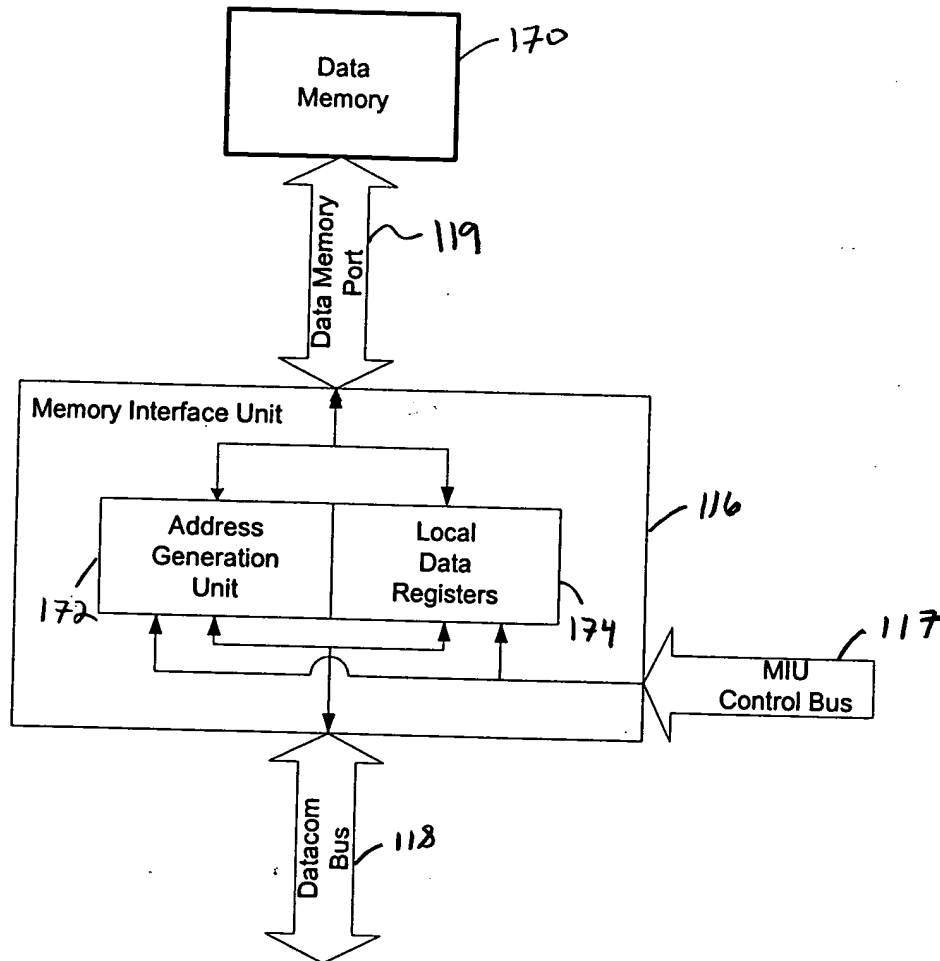 170
Data
Memory
Data Memory
Port
119
Memory Interface Unit
116
Address
Generation
Unit
Local
Data
Registers
172
174
117
MIU
Control Bus
Datacom
Bus
118